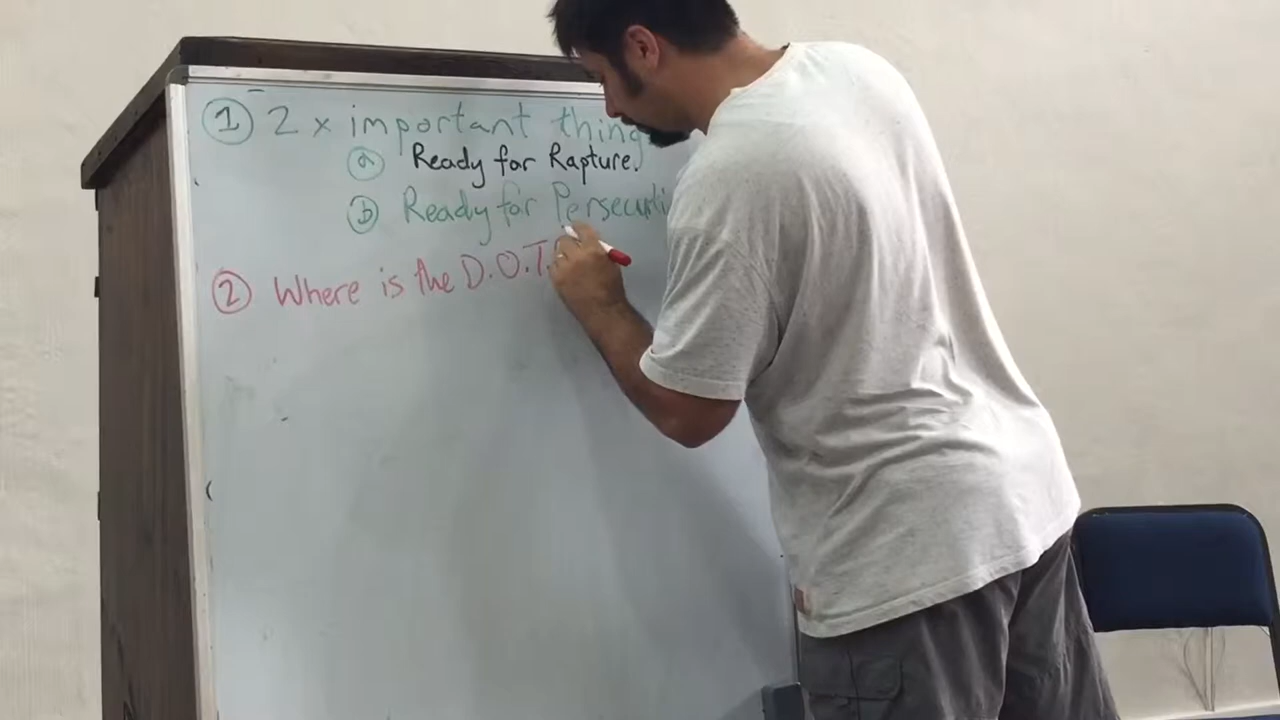 ① 2 x important thing
ⓐ Ready for Rapture.
ⓑ Ready for Persecuti
② Where is the D.O.T.